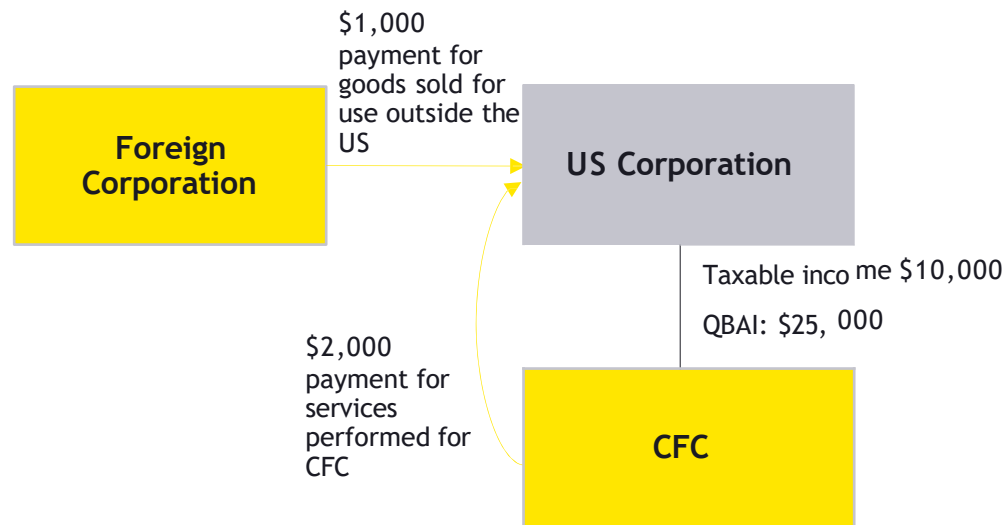 $1,000
payment for
goods sold for
use outside the
US
Foreign
Corporation
US Corporation
Taxable inco me $10,000
QBAI: $25, 000
$2,000
payment for
services
performed for
CFC
CFC